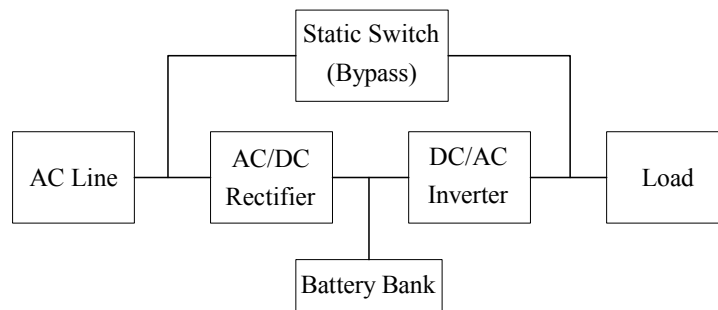 Static Switch
(Bypass)
AC Line
AC/DC
Rectifier
DC/AC
Inverter
Load
Battery Bank